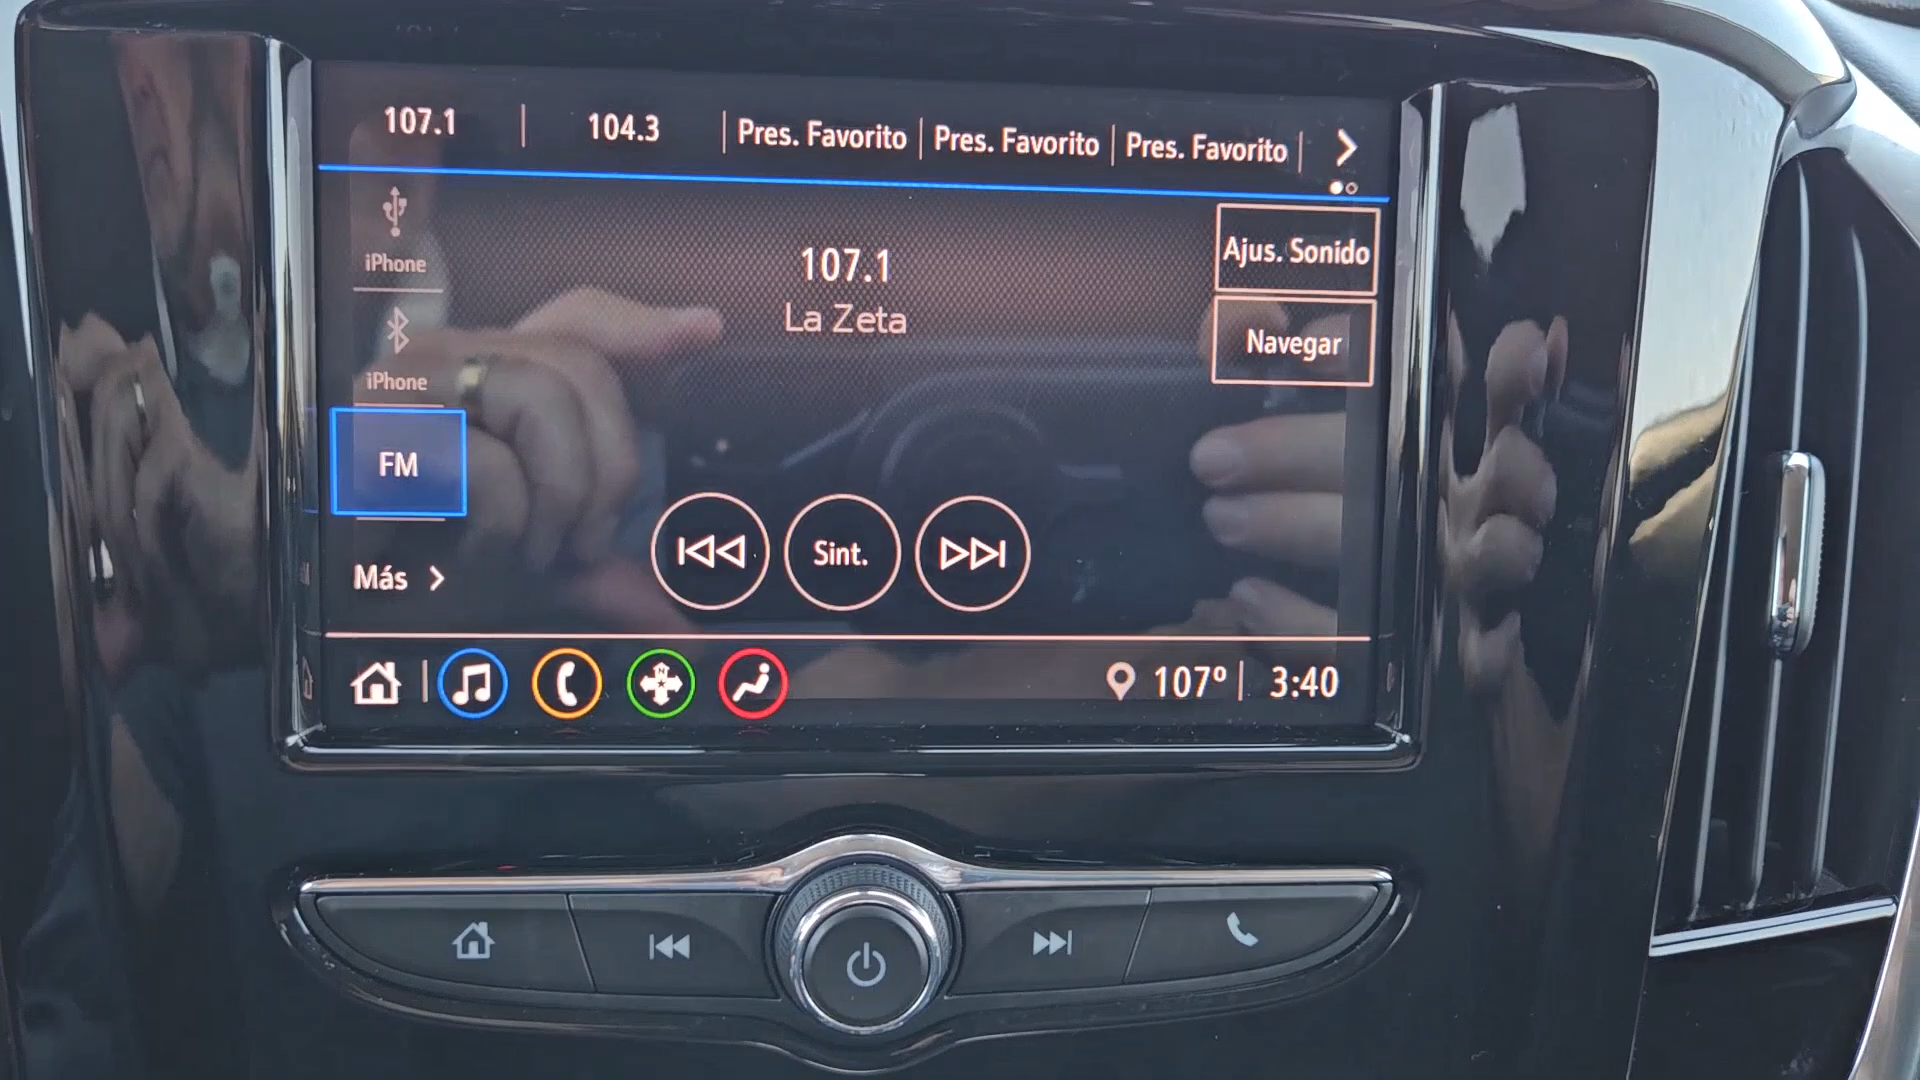 107.1
104.3
Pres. Favorito
Pres. Favorito
Pres. Favorito
iPhone
107.1
La Zeta
Ajus. Sonido
Navegar
iPhone
FM
Sint.
Más
107º
3:40